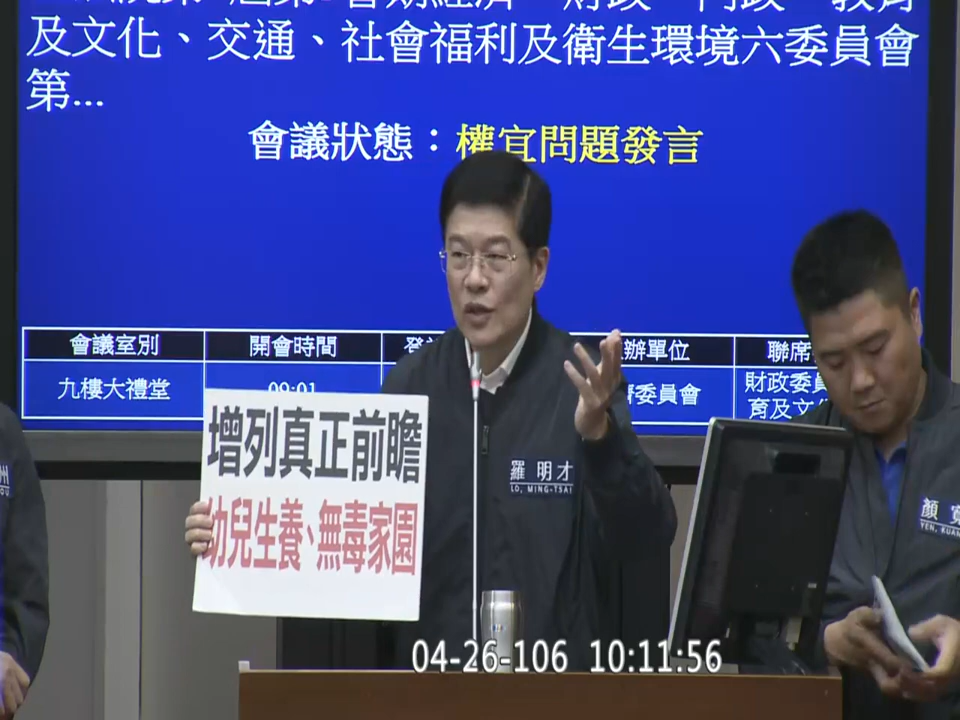 及文化、交通、社會福利及衛生環境六委員會
第...
會議狀態：權宜問題發言
會議室別 開會時間 辦單位 聯席
九樓大禮堂 09:01 委員會 財政委員
育及文化
增列真正前瞻
幼兒生養、無毒家園
羅明才
LO, MING-TSAI
顏寬
YEN, KUAN
州
OU
04-26-106 10:11:56